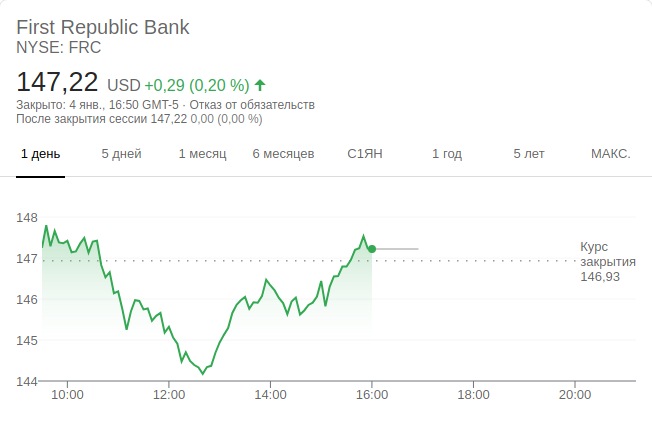 First Republic Bank
NYSE: FRC
147,22 USD +0,29 (0,20 %)
Закрыто: 4 янв., 16:50 GMT-5 · Отказ от обязательств
После закрытия сессии 147,22 0,00 (0,00 %)
1 день 5 дней 1 месяц 6 месяцев С1ЯН 1 год 5 лет МАКС.
148
147
146
145
144
Курс
закрытия
146,93
10:00 12:00 14:00 16:00 18:00 20:00